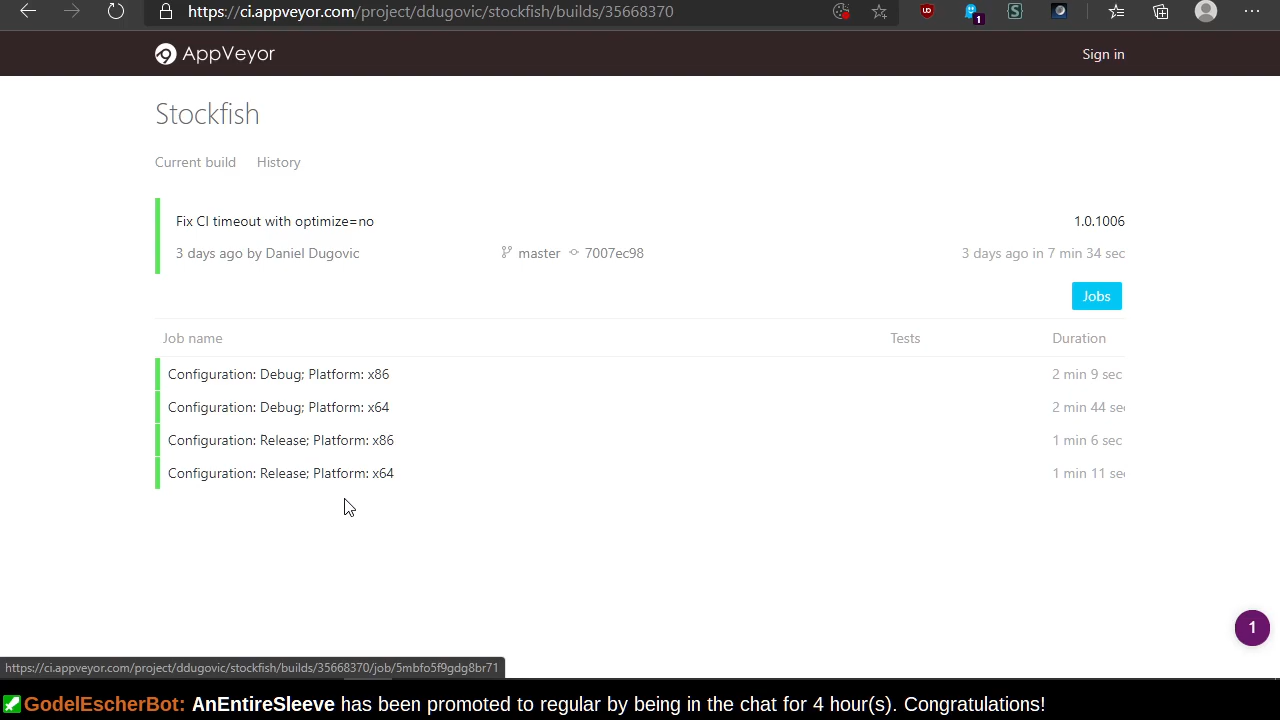 https://ci.appveyor.com/project/ddugovic/stockfish/builds/35668370
1
AppVeyor
Sign in
Stockfish
Current build History
Fix CI timeout with optimize=no 1.0.1006
3 days ago by Daniel Dugovic master 7007ec98 3 days ago in 7 min 34 sec
Jobs
Job name Tests Duration
Configuration: Debug; Platform: x86 2 min 9 sec
Configuration: Debug; Platform: x64 2 min 44 sec
Configuration: Release; Platform: x86 1 min 6 sec
Configuration: Release; Platform: x64 1 min 11 sec
1
https://ci.appveyor.com/project/ddugovic/stockfish/builds/35668370/job/5mbfo5f9gdg8br71
GodelEscherBot: AnEntireSleeve has been promoted to regular by being in the chat for 4 hour(s). Congratulations!